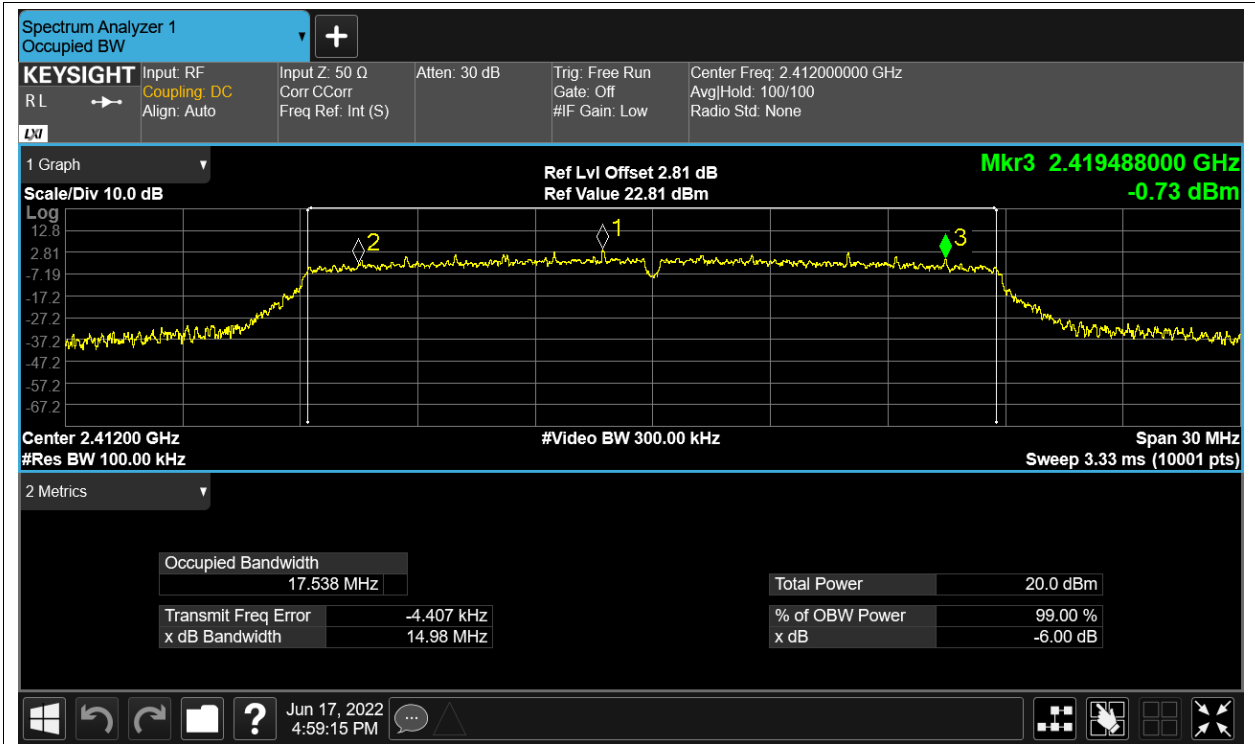 Spectrum Analyzer 1
Occupied BW
KEYSIGHT
R L
LXI
Input: RF
Coupling: DC
Align: Auto
Input Z: 50 Ω
Corr CCorr
Freq Ref: Int (S)
Atten: 30 dB
Trig: Free Run
Gate: Off
#IF Gain: Low
Center Freq: 2.412000000 GHz
Avg|Hold: 100/100
Radio Std: None
1 Graph
Scale/Div 10.0 dB
Ref Lvl Offset 2.81 dB
Ref Value 22.81 dBm
Mkr3 2.419488000 GHz
-0.73 dBm
Log
12.8
2.81
-7.19
-17.2
-27.2
-37.2
-47.2
-57.2
-67.2
2
1
3
Center 2.41200 GHz
#Res BW 100.00 kHz
#Video BW 300.00 kHz
Span 30 MHz
Sweep 3.33 ms (10001 pts)
2 Metrics
Occupied Bandwidth
17.538 MHz
Transmit Freq Error -4.407 kHz
x dB Bandwidth 14.98 MHz
Total Power 20.0 dBm
% of OBW Power 99.00 %
x dB -6.00 dB
?
Jun 17, 2022
4:59:15 PM